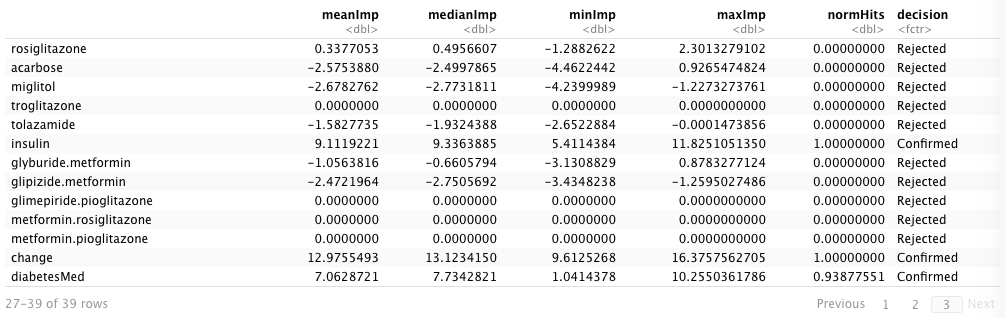 meanImp medianImp minImp maxImp normHits decision
<dbl> <dbl> <dbl> <dbl> <dbl> <fctr>
rosiglitazone 0.3377053 0.4956607 −1.2882622 2.3013279102 0.00000000 Rejected
acarbose −2.5753880 −2.4997865 −4.4622442 0.9265474824 0.00000000 Rejected
miglitol −2.6782762 −2.7731811 −4.2399989 −1.2273273761 0.00000000 Rejected
troglitazone 0.0000000 0.0000000 0.0000000 0.0000000000 0.00000000 Rejected
tolazamide −1.5827735 −1.9324388 −2.6522884 −0.0001473856 0.00000000 Rejected
insulin 9.1119221 9.3363885 5.4114384 11.8251051350 1.00000000 Confirmed
glyburide.metformin −1.0563816 −0.6605794 −3.1308829 0.8783277124 0.00000000 Rejected
glipizide.metformin −2.4721964 −2.7505692 −3.4348238 −1.2595027486 0.00000000 Rejected
glimepiride.pioglitazone 0.0000000 0.0000000 0.0000000 0.0000000000 0.00000000 Rejected
metformin.rosiglitazone 0.0000000 0.0000000 0.0000000 0.0000000000 0.00000000 Rejected
metformin.pioglitazone 0.0000000 0.0000000 0.0000000 0.0000000000 0.00000000 Rejected
change 12.9755493 13.1234150 9.6125268 16.3757562705 1.00000000 Confirmed
diabetesMed 7.0628721 7.7342821 1.0414378 10.2550361786 0.93877551 Confirmed
27–39 of 39 rows Previous 1 2 3 Next